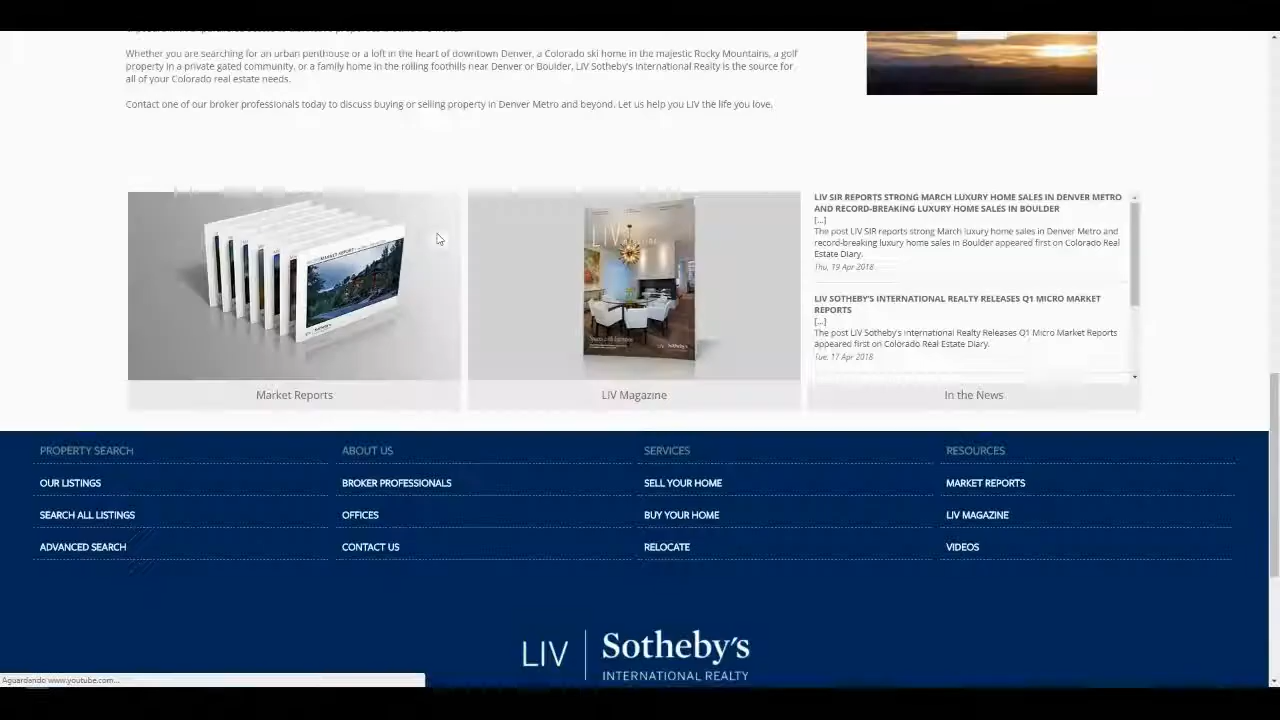 Whether you are searching for an urban penthouse or a loft in the heart of downtown Denver, a Colorado ski home in the majestic Rocky Mountains, a golf
property in a private gated community, or a family home in the rolling foothills near Denver or Boulder, LIV Sotheby's International Realty is the source for
all of your Colorado real estate needs.
Contact one of our broker professionals today to discuss buying or selling property in Denver Metro and beyond. Let us help you LIV the life you love.
MARKET REPORT
LIV
Sotheby's
Market Reports
LIV Magazine
LIV SIR REPORTS STRONG MARCH LUXURY HOME SALES IN DENVER METRO
AND RECORD-BREAKING LUXURY HOME SALES IN BOULDER
[...]
The post LIV SIR reports strong March luxury home sales in Denver Metro and
record-breaking luxury home sales in Boulder appeared first on Colorado Real
Estate Diary.
Thu, 19 Apr 2018
LIV SOTHEBY'S INTERNATIONAL REALTY RELEASES Q1 MICRO MARKET
REPORTS
[...]
The post LIV Sotheby's International Realty Releases Q1 Micro Market Reports
appeared first on Colorado Real Estate Diary.
Tue, 17 Apr 2018
In the News
PROPERTY SEARCH
OUR LISTINGS
SEARCH ALL LISTINGS
ADVANCED SEARCH
ABOUT US
BROKER PROFESSIONALS
OFFICES
CONTACT US
SERVICES
SELL YOUR HOME
BUY YOUR HOME
RELOCATE
RESOURCES
MARKET REPORTS
LIV MAGAZINE
VIDEOS
LIV
Sotheby's
INTERNATIONAL REALTY
Aguardando www.youtube.com...